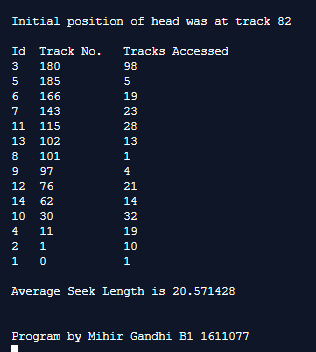 Initial position of head was at track 82
Id Track No. Tracks Accessed
3 180 98
5 185 5
6 166 19
7 143 23
11 115 28
13 102 13
8 101 1
9 97 4
12 76 21
14 62 14
10 30 32
4 11 19
2 1 10
1 0 1
Average Seek Length is 20.571428
Program by Mihir Gandhi B1 1611077